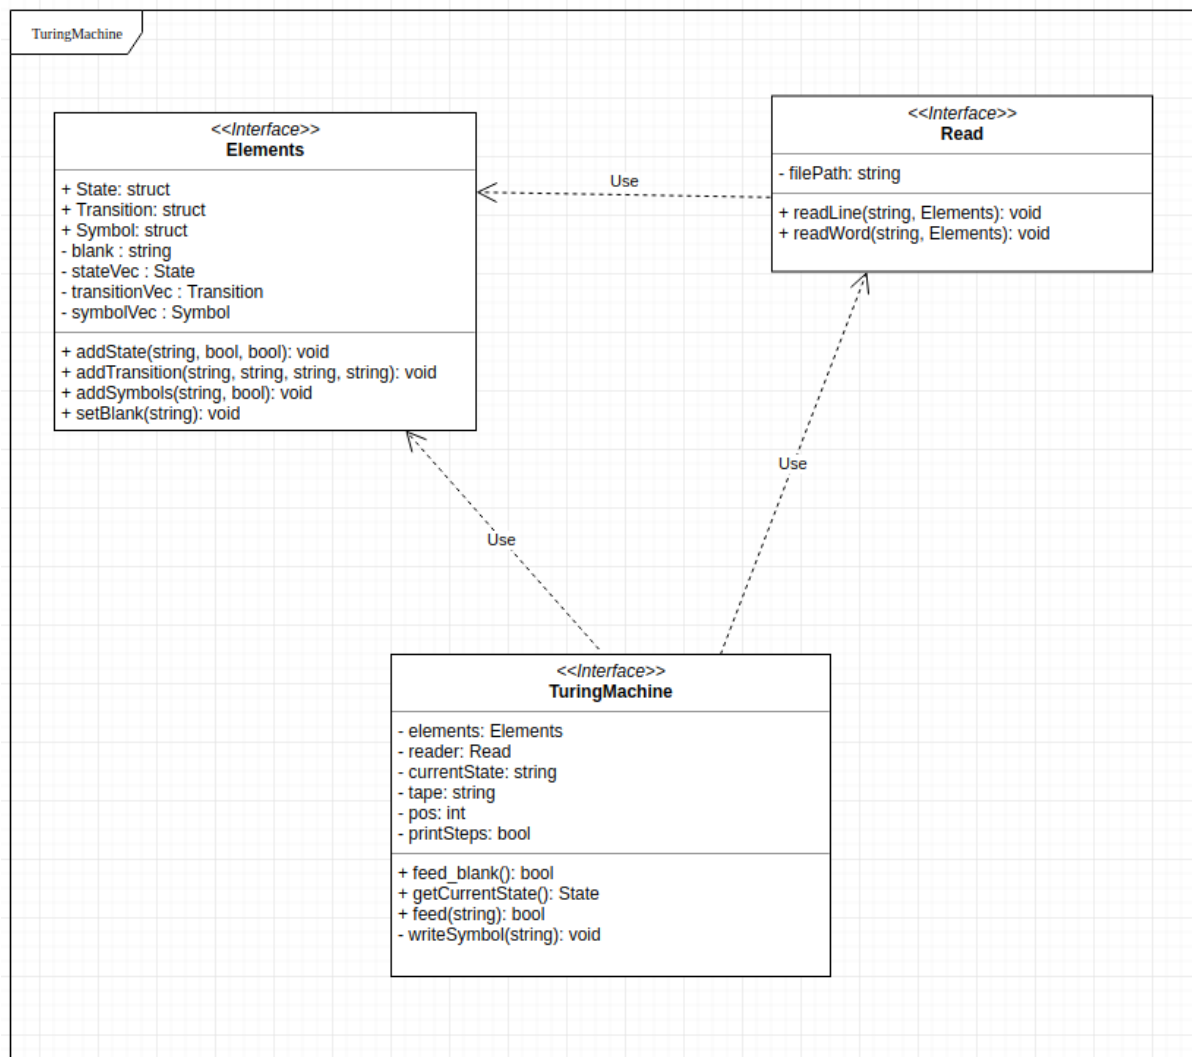 TuringMachine
<<Interface>>
Elements
+ State: struct
+ Transition: struct
+ Symbol: struct
- blank : string
- stateVec : State
- transitionVec : Transition
- symbolVec : Symbol
+ addState(string, bool, bool): void
+ addTransition(string, string, string, string): void
+ addSymbols(string, bool): void
+ setBlank(string): void
Use
<<Interface>>
Read
- filePath: string
+ readLine(string, Elements): void
+ readWord(string, Elements): void
Use
Use
<<Interface>>
TuringMachine
- elements: Elements
- reader: Read
- currentState: string
- tape: string
- pos: int
- printSteps: bool
+ feed_blank(): bool
+ getCurrentState(): State
+ feed(string): bool
- writeSymbol(string): void